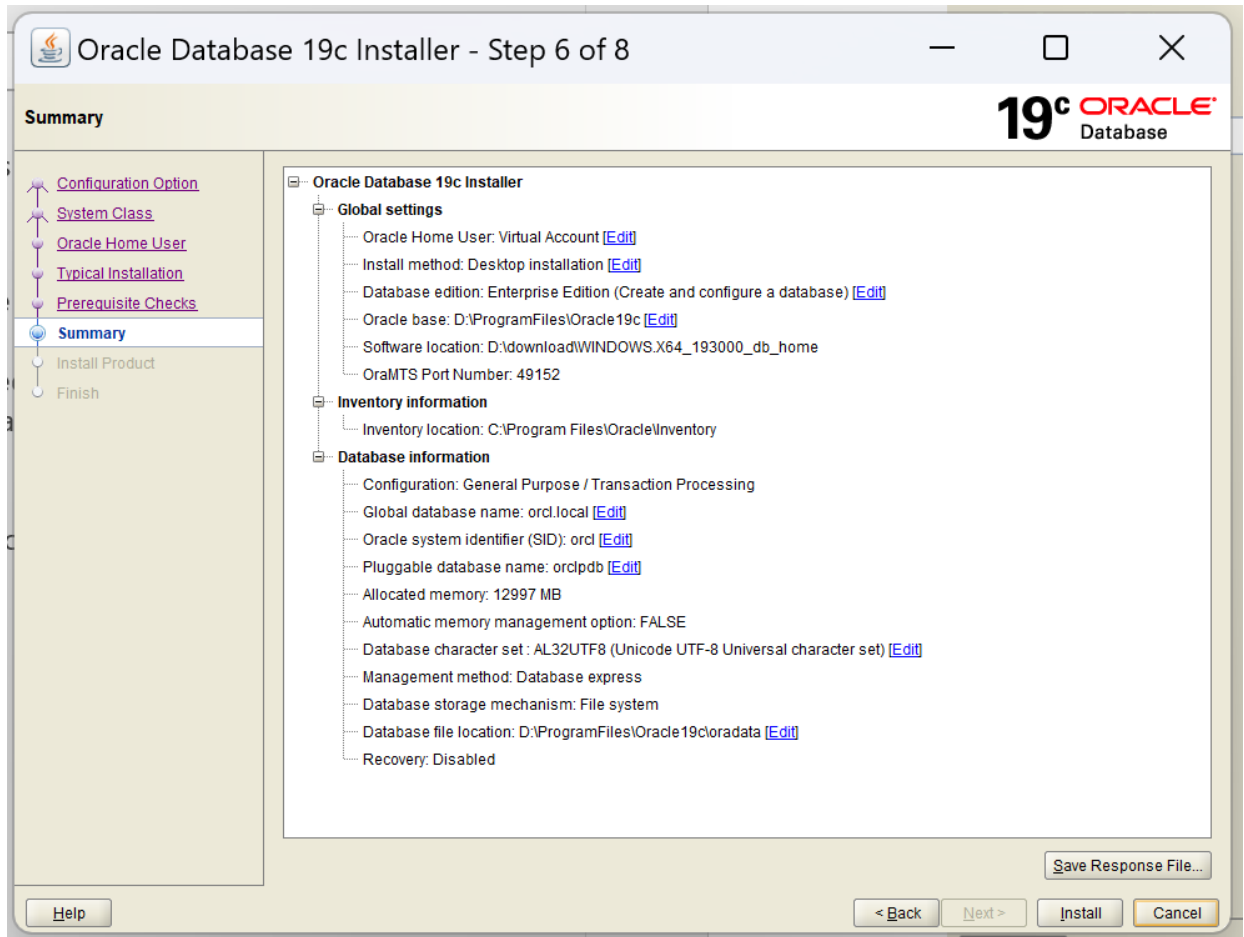 Oracle Database 19c Installer - Step 6 of 8
Summary
19c ORACLE
Database
Configuration Option
System Class
Oracle Home User
Typical Installation
Prerequisite Checks
Summary
Install Product
Finish
Oracle Database 19c Installer
Global settings
Oracle Home User: Virtual Account [Edit]
Install method: Desktop installation [Edit]
Database edition: Enterprise Edition (Create and configure a database) [Edit]
Oracle base: D:\ProgramFiles\Oracle19c [Edit]
Software location: D:\download\WINDOWS.X64_193000_db_home
OraMTS Port Number: 49152
Inventory information
Inventory location: C:\Program Files\Oracle\Inventory
Database information
Configuration: General Purpose / Transaction Processing
Global database name: orcl.local [Edit]
Oracle system identifier (SID): orcl [Edit]
Pluggable database name: orclpdb [Edit]
Allocated memory: 12997 MB
Automatic memory management option: FALSE
Database character set : AL32UTF8 (Unicode UTF-8 Universal character set) [Edit]
Management method: Database express
Database storage mechanism: File system
Database file location: D:\ProgramFiles\Oracle19c\oradata [Edit]
Recovery: Disabled
Save Response File...
Help
< Back
Next >
Install
Cancel